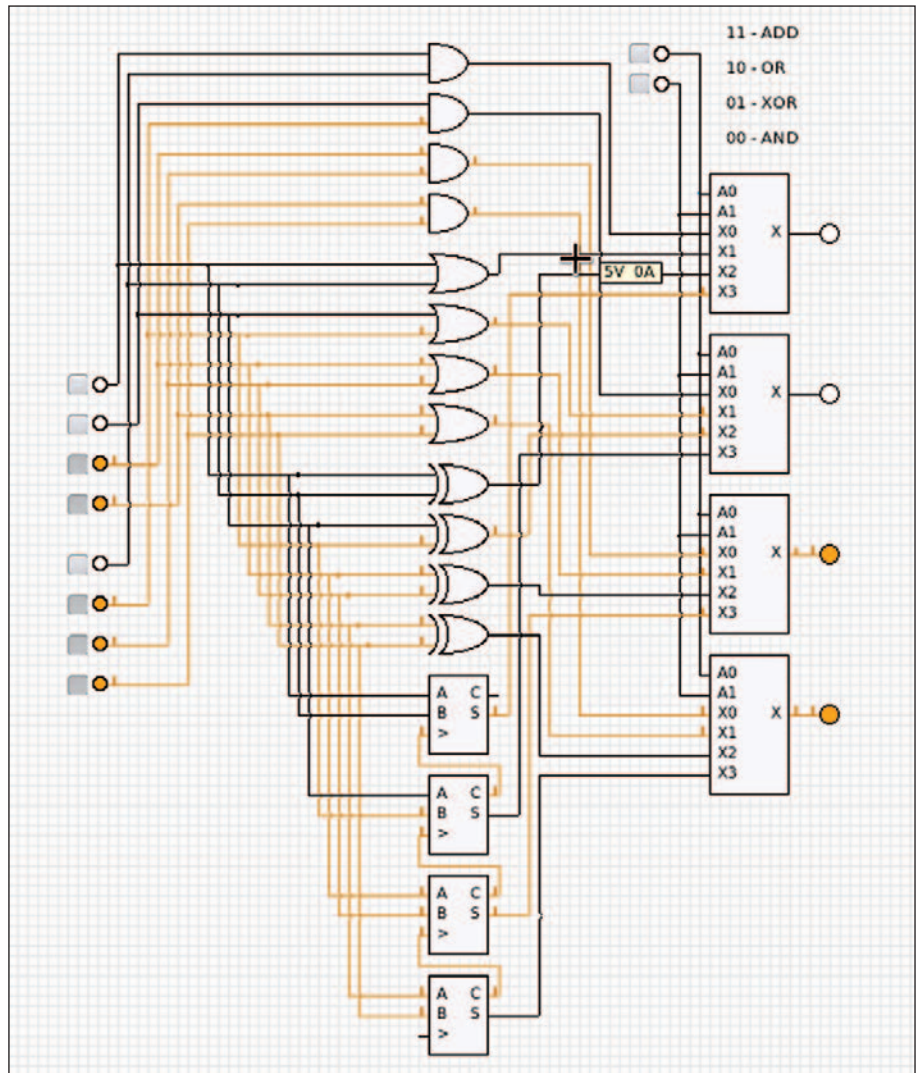 11 - ADD
10 - OR
01 - XOR
00 - AND
A0
A1
X0 X
X1
X2
X3
5V 0A
A0
A1
X0 X
X1
X2
X3
A0
A1
X0 X
X1
X2
X3
A0
A1
X0 X
X1
X2
X3
A C
B S
>
A C
B S
>
A C
B S
>
A C
B S
>